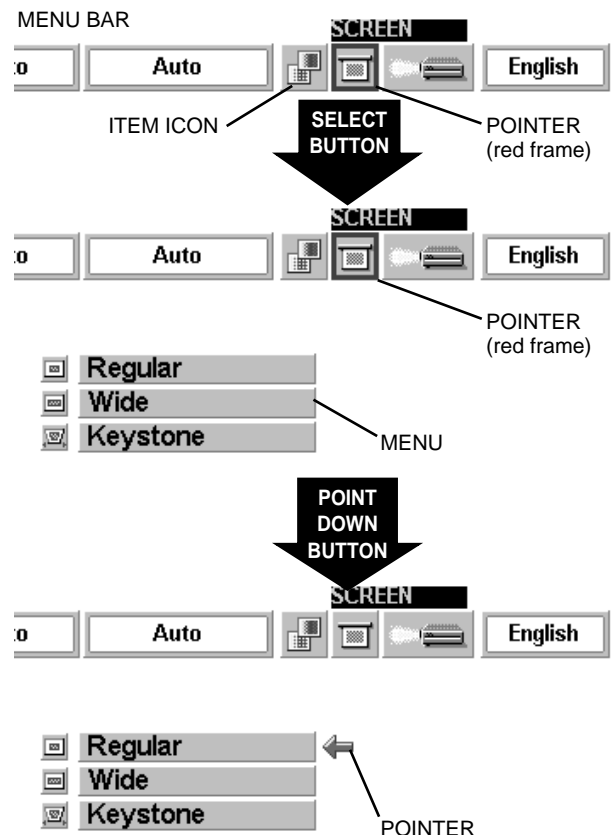 MENU BAR
SCREEN
Auto
English
ITEM ICON
SELECT
BUTTON
POINTER
(red frame)
SCREEN
o
Auto
English
POINTER
(red frame)
Regular
Wide
Keystone
MENU
POINT
DOWN
BUTTON
SCREEN
o
Auto
English
Regular
Wide
Keystone
POINTER